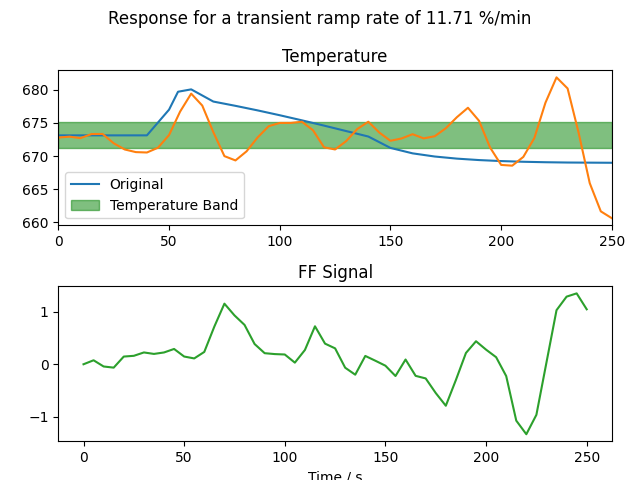 Response for a transient ramp rate of 11.71 %/min
Temperature
680
675
670
665
660
Original
Temperature Band
0 50 100 150 200 250
FF Signal
1
0
−1
0 50 100 150 200 250
Time / s